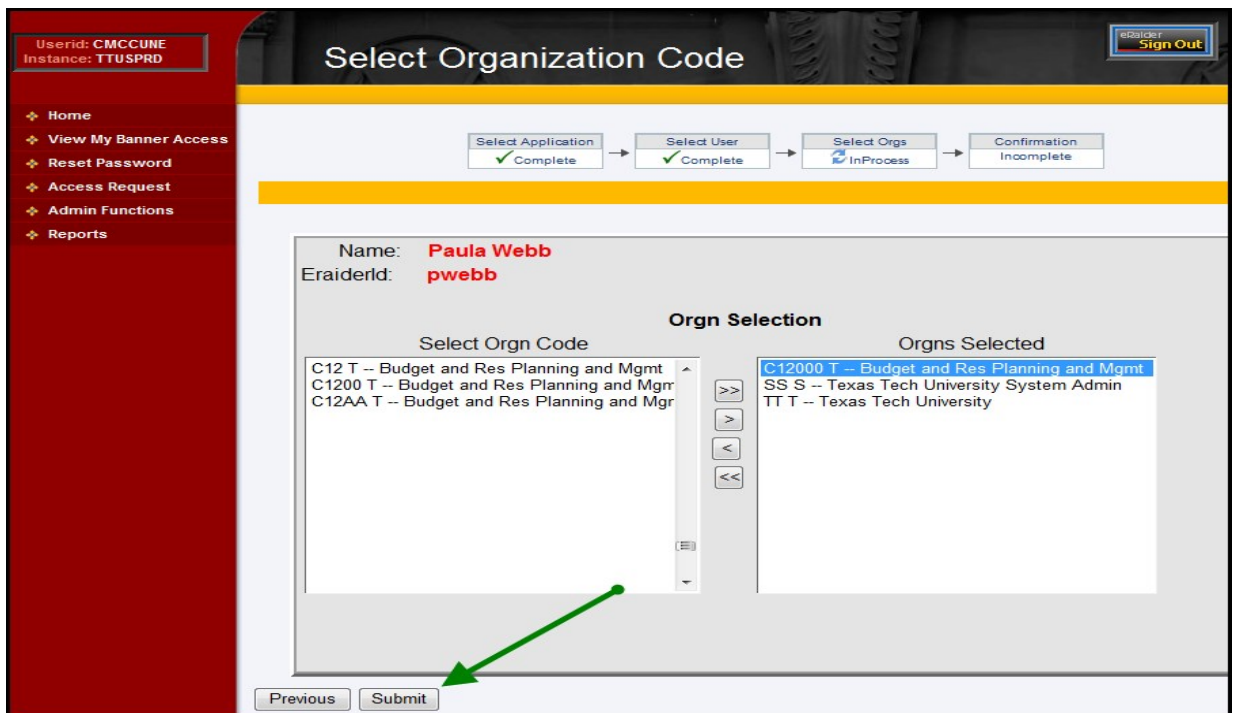 Userid: CMCCUNE
Instance: TTUSPRD
Select Organization Code
eRaider
Sign Out
Home
View My Banner Access
Reset Password
Access Request
Admin Functions
Reports
Select Application
Complete
Select User
Complete
Select Orgs
InProcess
Confirmation
Incomplete
Name: Paula Webb
EraiderId: pwebb
Orgn Selection
Select Orgn Code
Orgns Selected
C12 T -- Budget and Res Planning and Mgmt
C1200 T -- Budget and Res Planning and Mgm
C12AA T -- Budget and Res Planning and Mgr
>>
>
<
<<
C12000 T -- Budget and Res Planning and Mgmt
SS S -- Texas Tech University System Admin
TT T -- Texas Tech University
Previous
Submit